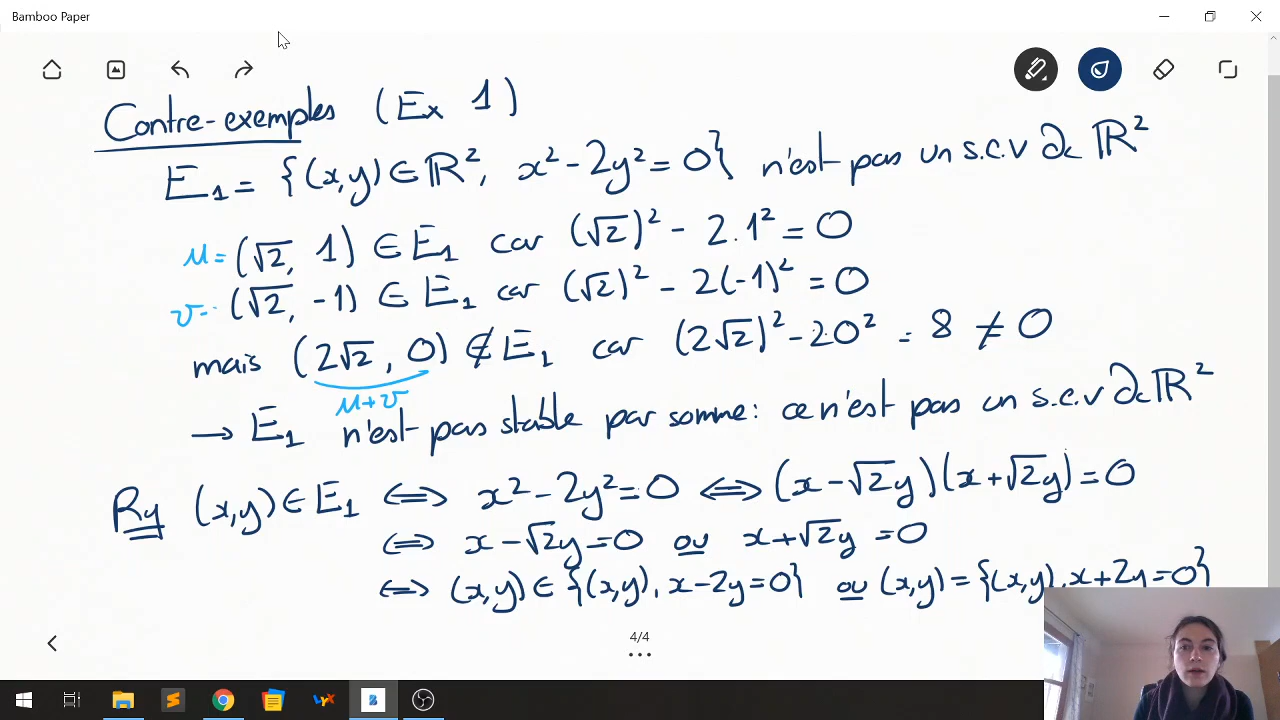 Bamboo Paper
Contre-exemples (Ex 1)
E₁ = {(x,y) ∈ ℝ², x² - 2y² = 0} n'est pas un s.e.v de ℝ²
u = (√2, 1) ∈ E₁ car (√2)² - 2.1² = 0
v = (√2, -1) ∈ E₁ car (√2)² - 2(-1)² = 0
mais (2√2, 0) ∉ E₁ car (2√2)² - 2.0² = 8 ≠ 0
u+v
→ E₁ n'est pas stable par somme : ce n'est pas un s.e.v de ℝ²
Rq (x,y) ∈ E₁ ⟺ x² - 2y² = 0 ⟺ (x - √2y)(x + √2y) = 0
⟺ x - √2y = 0 ou x + √2y = 0
⟺ (x,y) ∈ {(x,y), x - 2y = 0} ou (x,y) = {(x,y), x + 2y = 0}
4/4